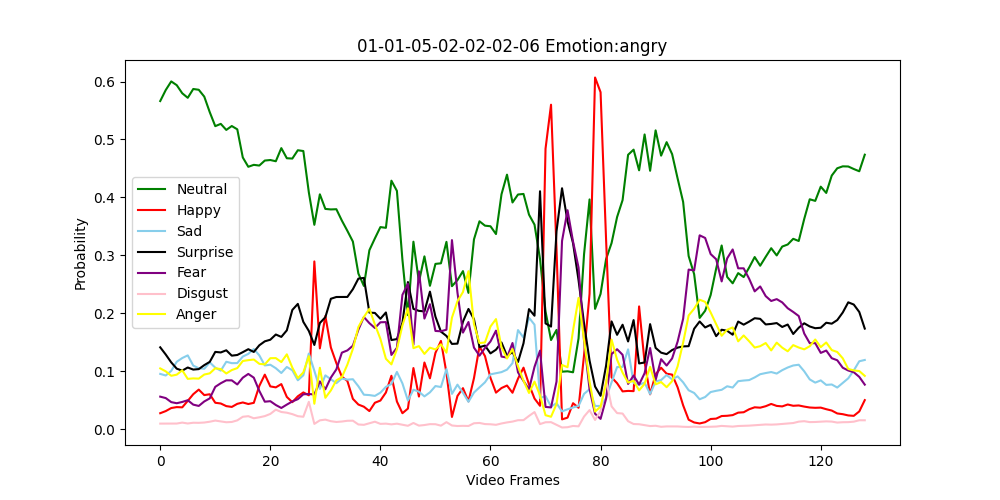 01-01-05-02-02-02-06 Emotion:angry
Probability
0.6
0.5
0.4
0.3
0.2
0.1
0.0
Neutral
Happy
Sad
Surprise
Fear
Disgust
Anger
0 20 40 60 80 100 120
Video Frames